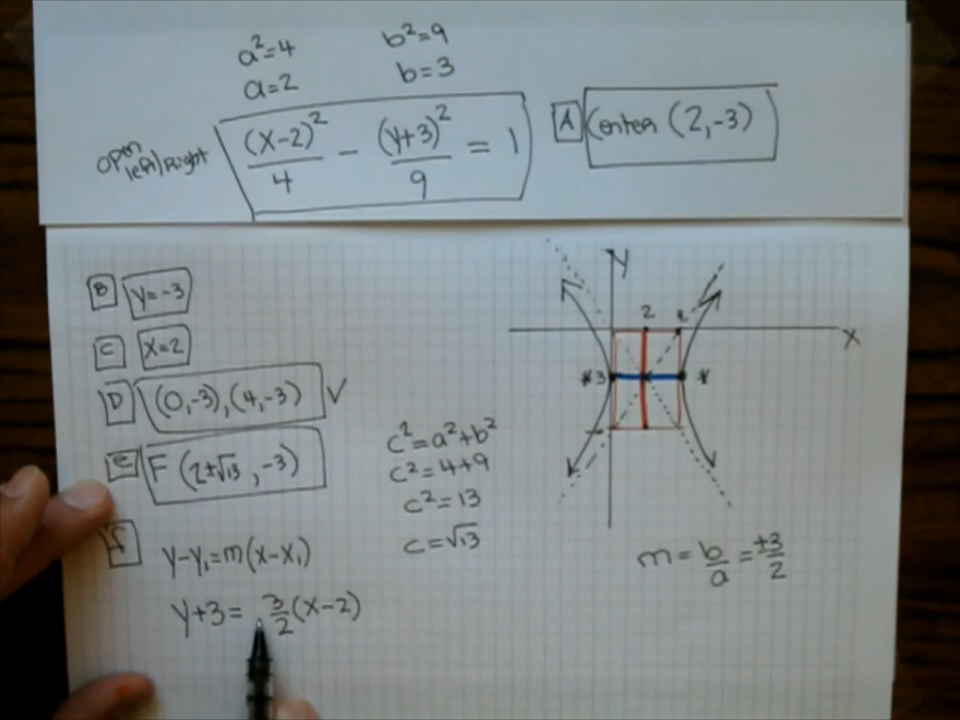 a²=4 b²=9
a=2 b=3
open left/Right
(x-2)²/4 - (y+3)²/9 = 1
A Center (2,-3)
B y=-3
C x=2
D (0,-3),(4,-3) V
e F (2±√13, -3)
c²=a²+b²
c²=4+9
c²=13
c=√13
f y-y₁=m(x-x₁)
y+3= 3/2(x-2)
y
2
x
3
m=b/a=±3/2